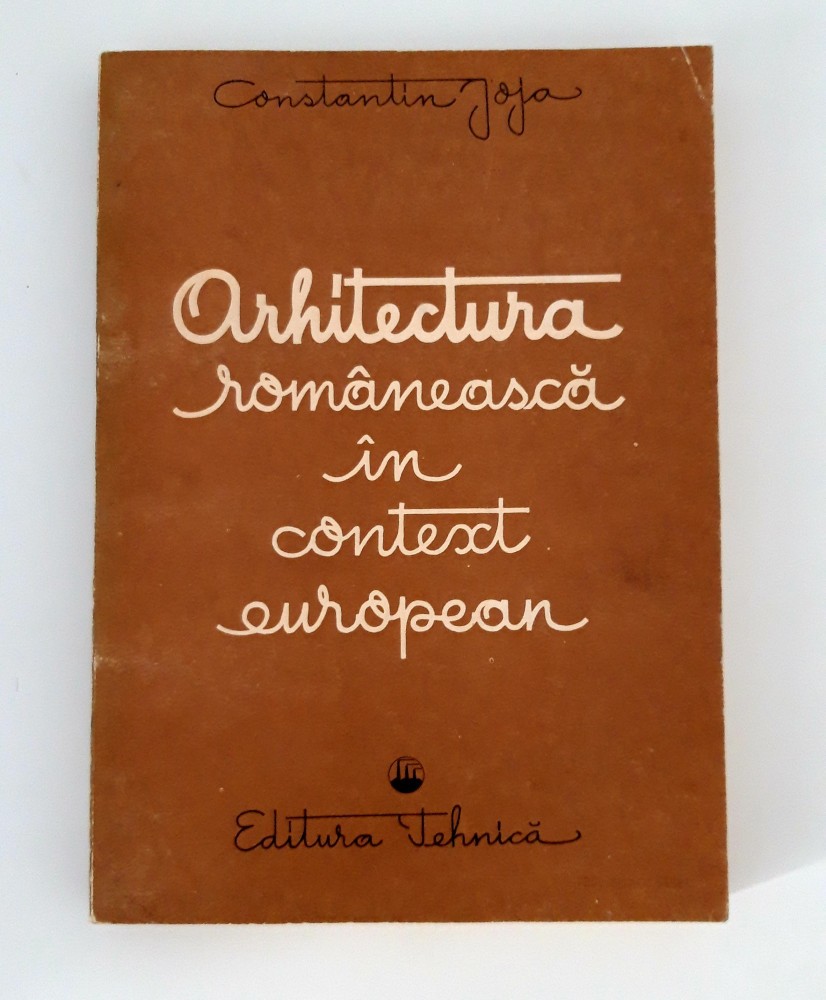 Constantin Joja
Arhitectura
românească
în
context
european
Editura Tehnică